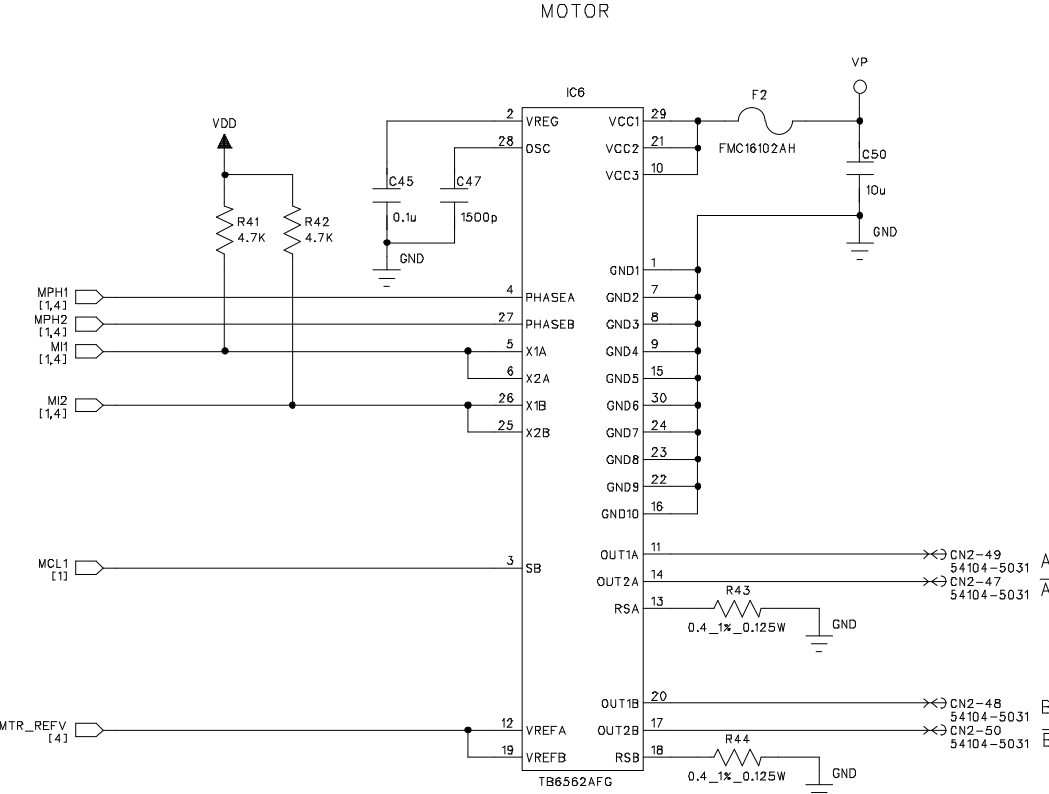 MOTOR
VP
IC6
F2
2 VREG VCC1 29
VDD
28 OSC VCC2 21
FMC16102AH
C50
VCC3 10
C45 C47
10u
R41 R42
0.1u 1500p
4.7K 4.7K
GND
GND
GND1 1
MPH1
[1,4]
4 PHASEA GND2 7
MPH2
[1,4]
27 PHASEB GND3 8
MI1
[1,4]
5 X1A GND4 9
6 X2A GND5 15
MI2
[1,4]
26 X1B GND6 30
25 X2B GND7 24
GND8 23
GND9 22
GND10 16
OUT1A 11
CN2-49
54104-5031 A
MCL1
[1]
3 SB OUT2A 14
CN2-47
54104-5031 A
R43
RSA 13
0.4_1%_0.125W
GND
OUT1B 20
CN2-48
54104-5031 B
MTR_REFV
[4]
12 VREFA OUT2B 17
CN2-50
54104-5031 B
R44
19 VREFB RSB 18
0.4_1%_0.125W
GND
TB6562AFG